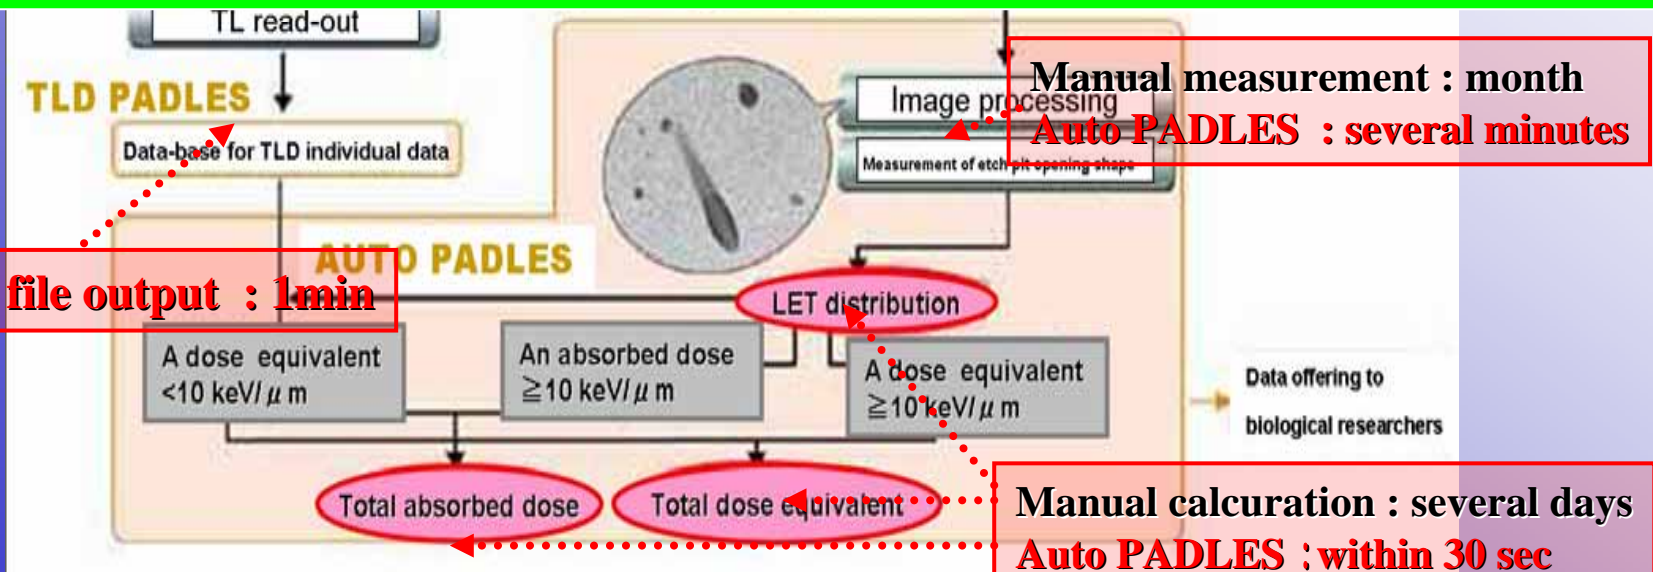 TL read-out
TLD PADLES
Data-base for TLD individual data
Image processing
Measurement of etch pit opening shape
Manual measurement : month
Auto PADLES : several minutes
AUTO PADLES
file output : 1min
LET distribution
A dose equivalent
<10 keV/μm
An absorbed dose
≧10 keV/μm
A dose equivalent
≧10 keV/μm
Data offering to
biological researchers
Total absorbed dose
Total dose equivalent
Manual calcuration : several days
Auto PADLES : within 30 sec